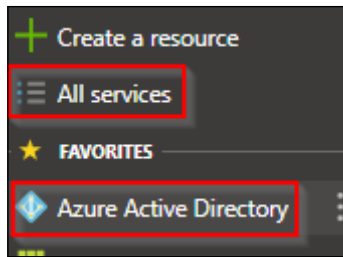 Create a resource
All services
FAVORITES
Azure Active Directory